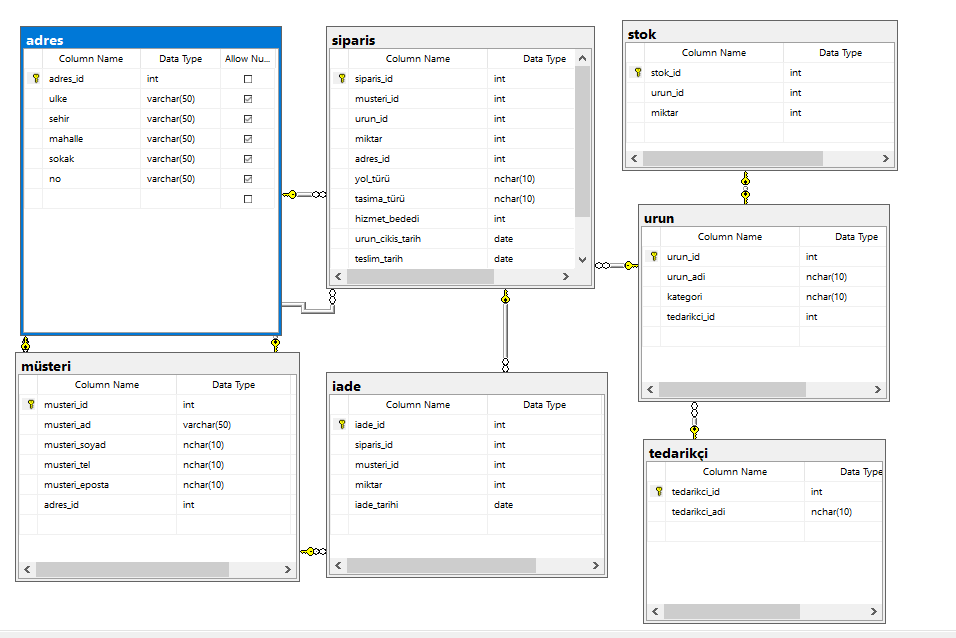 adres
Column Name Data Type Allow Nu...
adres_id int
ulke varchar(50)
sehir varchar(50)
mahalle varchar(50)
sokak varchar(50)
no varchar(50)
siparis
Column Name Data Type
siparis_id int
musteri_id int
urun_id int
miktar int
adres_id int
yol_türü nchar(10)
tasima_türü nchar(10)
hizmet_bededi int
urun_cikis_tarih date
teslim_tarih date
stok
Column Name Data Type
stok_id int
urun_id int
miktar int
urun
Column Name Data Type
urun_id int
urun_adi nchar(10)
kategori nchar(10)
tedarikci_id int
müsteri
Column Name Data Type
musteri_id int
musteri_ad varchar(50)
musteri_soyad nchar(10)
musteri_tel nchar(10)
musteri_eposta nchar(10)
adres_id int
iade
Column Name Data Type
iade_id int
siparis_id int
musteri_id int
miktar int
iade_tarihi date
tedarikçi
Column Name Data Type
tedarikci_id int
tedarikci_adi nchar(10)